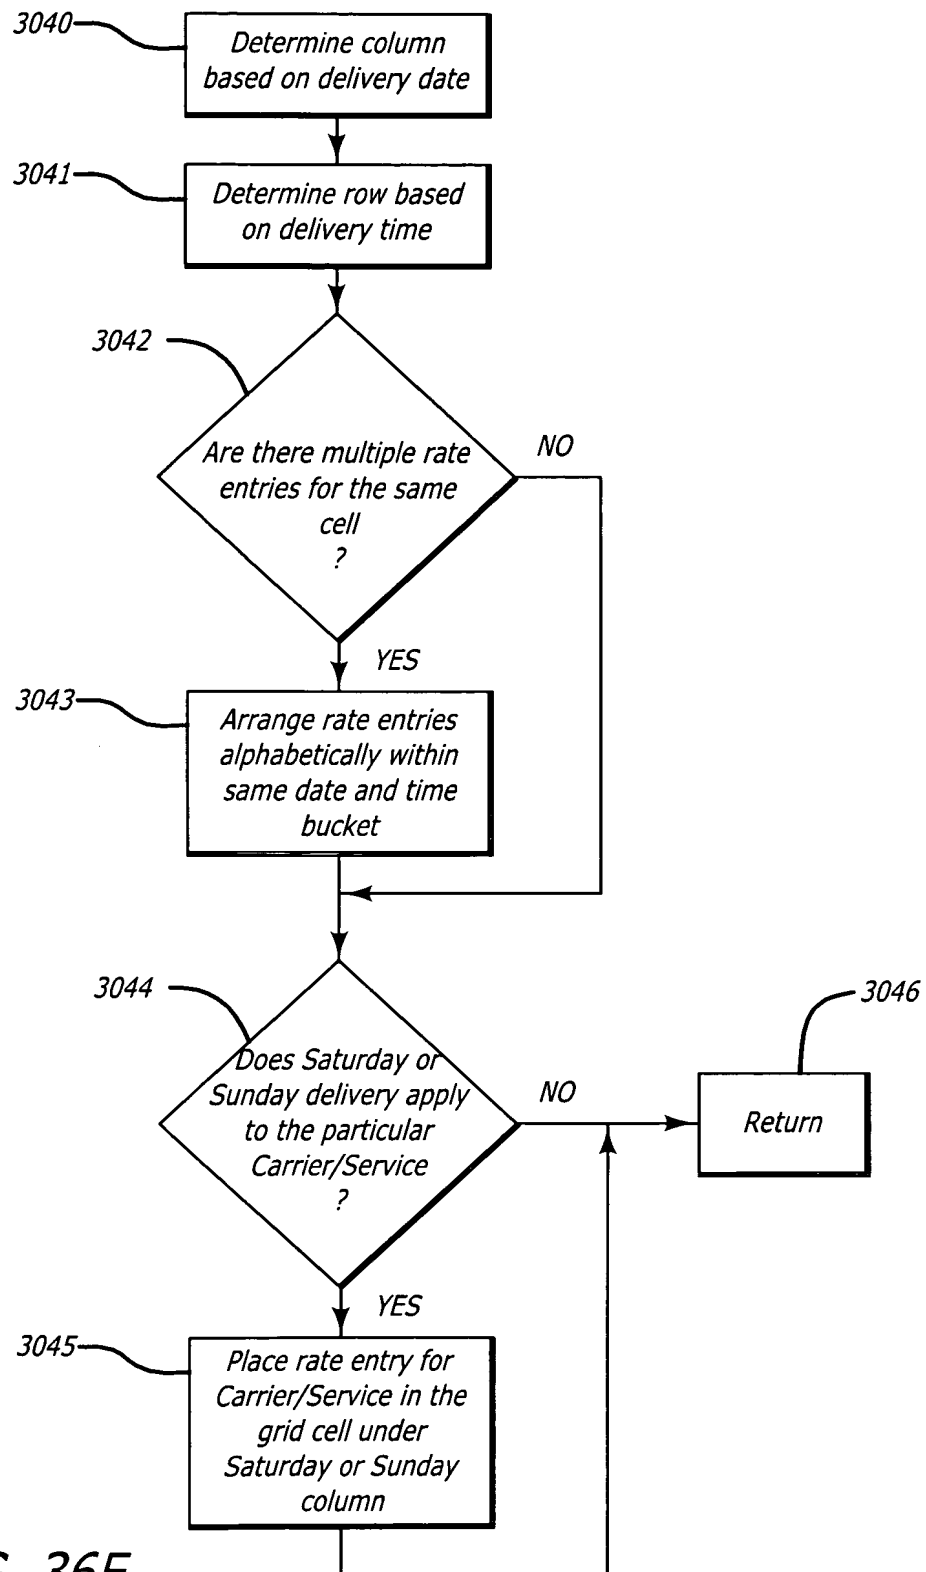 3040
Determine column
based on delivery date
3041
Determine row based
on delivery time
3042
Are there multiple rate
entries for the same
cell
?
NO
YES
3043
Arrange rate entries
alphabetically within
same date and time
bucket
3044
Does Saturday or
Sunday delivery apply
to the particular
Carrier/Service
?
NO
3046
Return
YES
3045
Place rate entry for
Carrier/Service in the
grid cell under
Saturday or Sunday
column